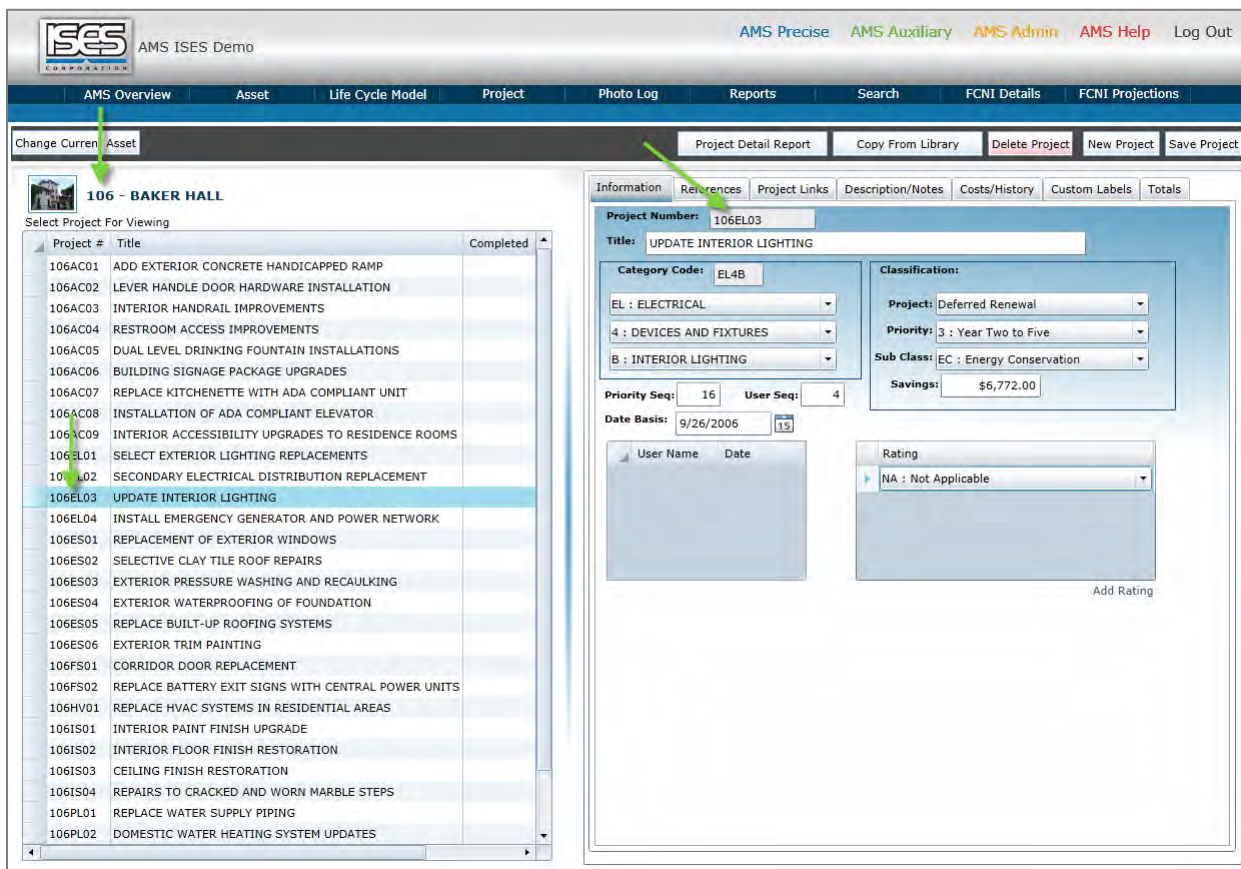 ISES
CORPORATION
AMS ISES Demo
AMS Precise AMS Auxiliary AMS Admin AMS Help Log Out
AMS Overview Asset Life Cycle Model Project Photo Log Reports Search FCNI Details FCNI Projections
Change Curren Asset Project Detail Report Copy From Library Delete Project New Project Save Project
106 - BAKER HALL
Select Project For Viewing
Project # Title Completed
106AC01 ADD EXTERIOR CONCRETE HANDICAPPED RAMP
106AC02 LEVER HANDLE DOOR HARDWARE INSTALLATION
106AC03 INTERIOR HANDRAIL IMPROVEMENTS
106AC04 RESTROOM ACCESS IMPROVEMENTS
106AC05 DUAL LEVEL DRINKING FOUNTAIN INSTALLATIONS
106AC06 BUILDING SIGNAGE PACKAGE UPGRADES
106AC07 REPLACE KITCHENETTE WITH ADA COMPLIANT UNIT
106AC08 INSTALLATION OF ADA COMPLIANT ELEVATOR
106AC09 INTERIOR ACCESSIBILITY UPGRADES TO RESIDENCE ROOMS
106EL01 SELECT EXTERIOR LIGHTING REPLACEMENTS
106EL02 SECONDARY ELECTRICAL DISTRIBUTION REPLACEMENT
106EL03 UPDATE INTERIOR LIGHTING
106EL04 INSTALL EMERGENCY GENERATOR AND POWER NETWORK
106ES01 REPLACEMENT OF EXTERIOR WINDOWS
106ES02 SELECTIVE CLAY TILE ROOF REPAIRS
106ES03 EXTERIOR PRESSURE WASHING AND RECAULKING
106ES04 EXTERIOR WATERPROOFING OF FOUNDATION
106ES05 REPLACE BUILT-UP ROOFING SYSTEMS
106ES06 EXTERIOR TRIM PAINTING
106FS01 CORRIDOR DOOR REPLACEMENT
106FS02 REPLACE BATTERY EXIT SIGNS WITH CENTRAL POWER UNITS
106HV01 REPLACE HVAC SYSTEMS IN RESIDENTIAL AREAS
106IS01 INTERIOR PAINT FINISH UPGRADE
106IS02 INTERIOR FLOOR FINISH RESTORATION
106IS03 CEILING FINISH RESTORATION
106IS04 REPAIRS TO CRACKED AND WORN MARBLE STEPS
106PL01 REPLACE WATER SUPPLY PIPING
106PL02 DOMESTIC WATER HEATING SYSTEM UPDATES
Information References Project Links Description/Notes Costs/History Custom Labels Totals
Project Number: 106EL03
Title: UPDATE INTERIOR LIGHTING
Category Code: EL4B
EL : ELECTRICAL
4 : DEVICES AND FIXTURES
B : INTERIOR LIGHTING
Classification:
Project: Deferred Renewal
Priority: 3 : Year Two to Five
Sub Class: EC : Energy Conservation
Savings: $6,772.00
Priority Seq: 16 User Seq: 4
Date Basis: 9/26/2006 15
User Name Date
Rating
NA : Not Applicable
Add Rating